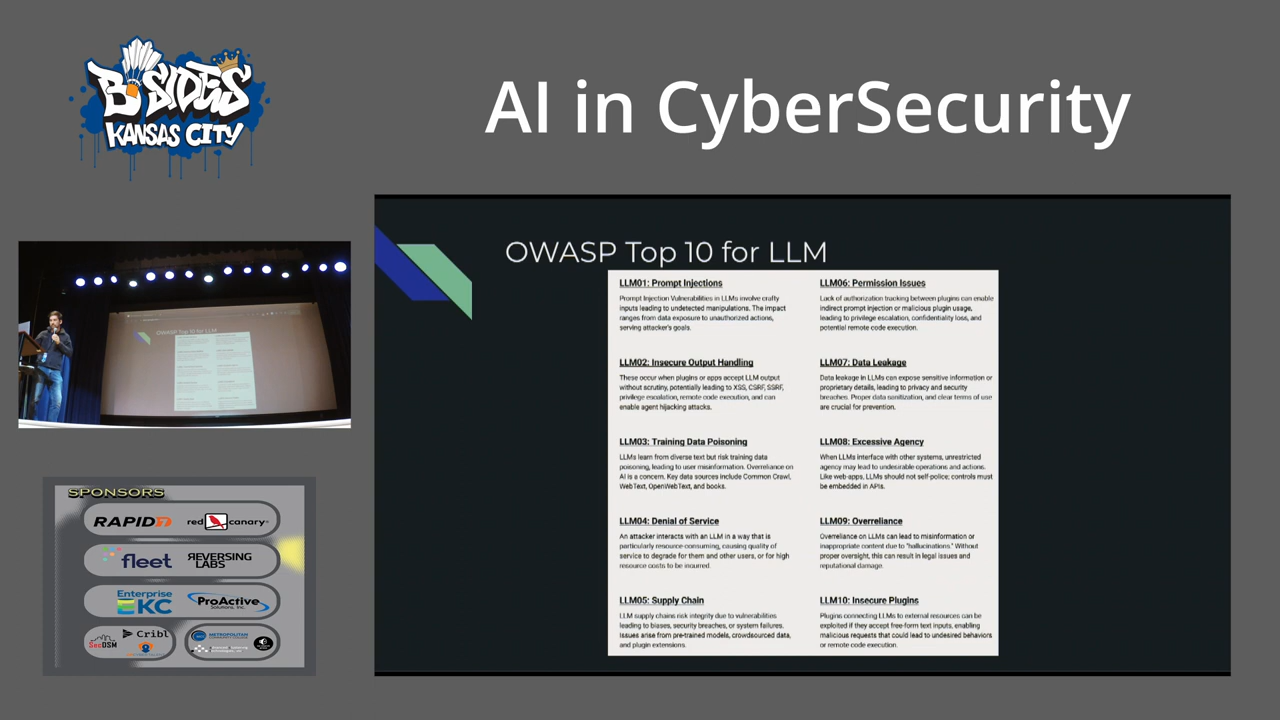 B-SIDES
KANSAS CITY
AI in CyberSecurity
OWASP Top 10 for LLM
SPONSORS
RAPID7
red canary
fleet
REVERSING
LABS
Enterprise
KC
ProActive
Solutions, Inc.
SecDSM
Cribl
METROPOLITAN
OWASP Top 10 for LLM
LLM01: Prompt Injections
Prompt Injection Vulnerabilities in LLMs involve crafty
inputs leading to undetected manipulations. The impact
ranges from data exposure to unauthorized actions,
serving attacker's goals.
LLM02: Insecure Output Handling
These occur when plugins or apps accept LLM output
without scrutiny, potentially leading to XSS, CSRF, SSRF,
privilege escalation, remote code execution, and can
enable agent hijacking attacks.
LLM03: Training Data Poisoning
LLMs learn from diverse text but risk training data
poisoning, leading to user misinformation. Overreliance on
AI is a concern. Key data sources include Common Crawl,
WebText, OpenWebText, and books.
LLM04: Denial of Service
An attacker interacts with an LLM in a way that is
particularly resource-consuming, causing quality of
service to degrade for them and other users, or for high
resource costs to be incurred.
LLM05: Supply Chain
LLM supply chains risk integrity due to vulnerabilities
leading to biases, security breaches, or system failures.
Issues arise from pre-trained models, crowdsourced data,
and plugin extensions.
LLM06: Permission Issues
Lack of authorization tracking between plugins can enable
indirect prompt injection or malicious plugin usage,
leading to privilege escalation, confidentiality loss, and
potential remote code execution.
LLM07: Data Leakage
Data leakage in LLMs can expose sensitive information or
proprietary details, leading to privacy and security
breaches. Proper data sanitization, and clear terms of use
are crucial for prevention.
LLM08: Excessive Agency
When LLMs interface with other systems, unrestricted
agency may lead to undesirable operations and actions.
Like web-apps, LLMs should not self-police; controls must
be embedded in APIs.
LLM09: Overreliance
Overreliance on LLMs can lead to misinformation or
inappropriate content due to "hallucinations." Without
proper oversight, this can result in legal issues and
reputational damage.
LLM10: Insecure Plugins
Plugins connecting LLMs to external resources can be
exploited if they accept free-form text inputs, enabling
malicious requests that could lead to undesired behaviors
or remote code execution.